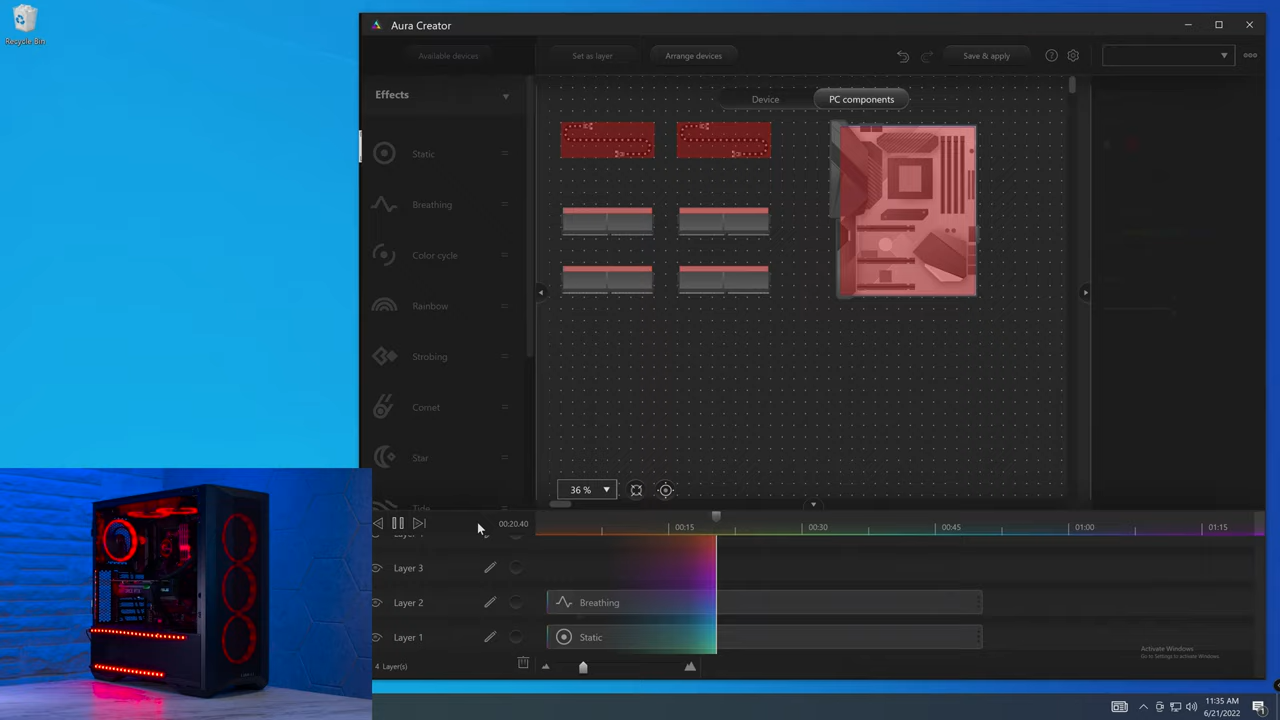 Recycle Bin
Aura Creator
Available devices
Set as layer
Arrange devices
Save & apply
Effects
Device
PC components
Static
Breathing
Color cycle
Rainbow
Strobing
Comet
Star
Tide
36 %
00:20.40
00:15
00:30
00:45
01:00
01:15
Layer 3
Layer 2
Breathing
Layer 1
Static
4 Layer(s)
Activate Windows
Go to Settings to activate Windows.
11:35 AM
6/21/2022